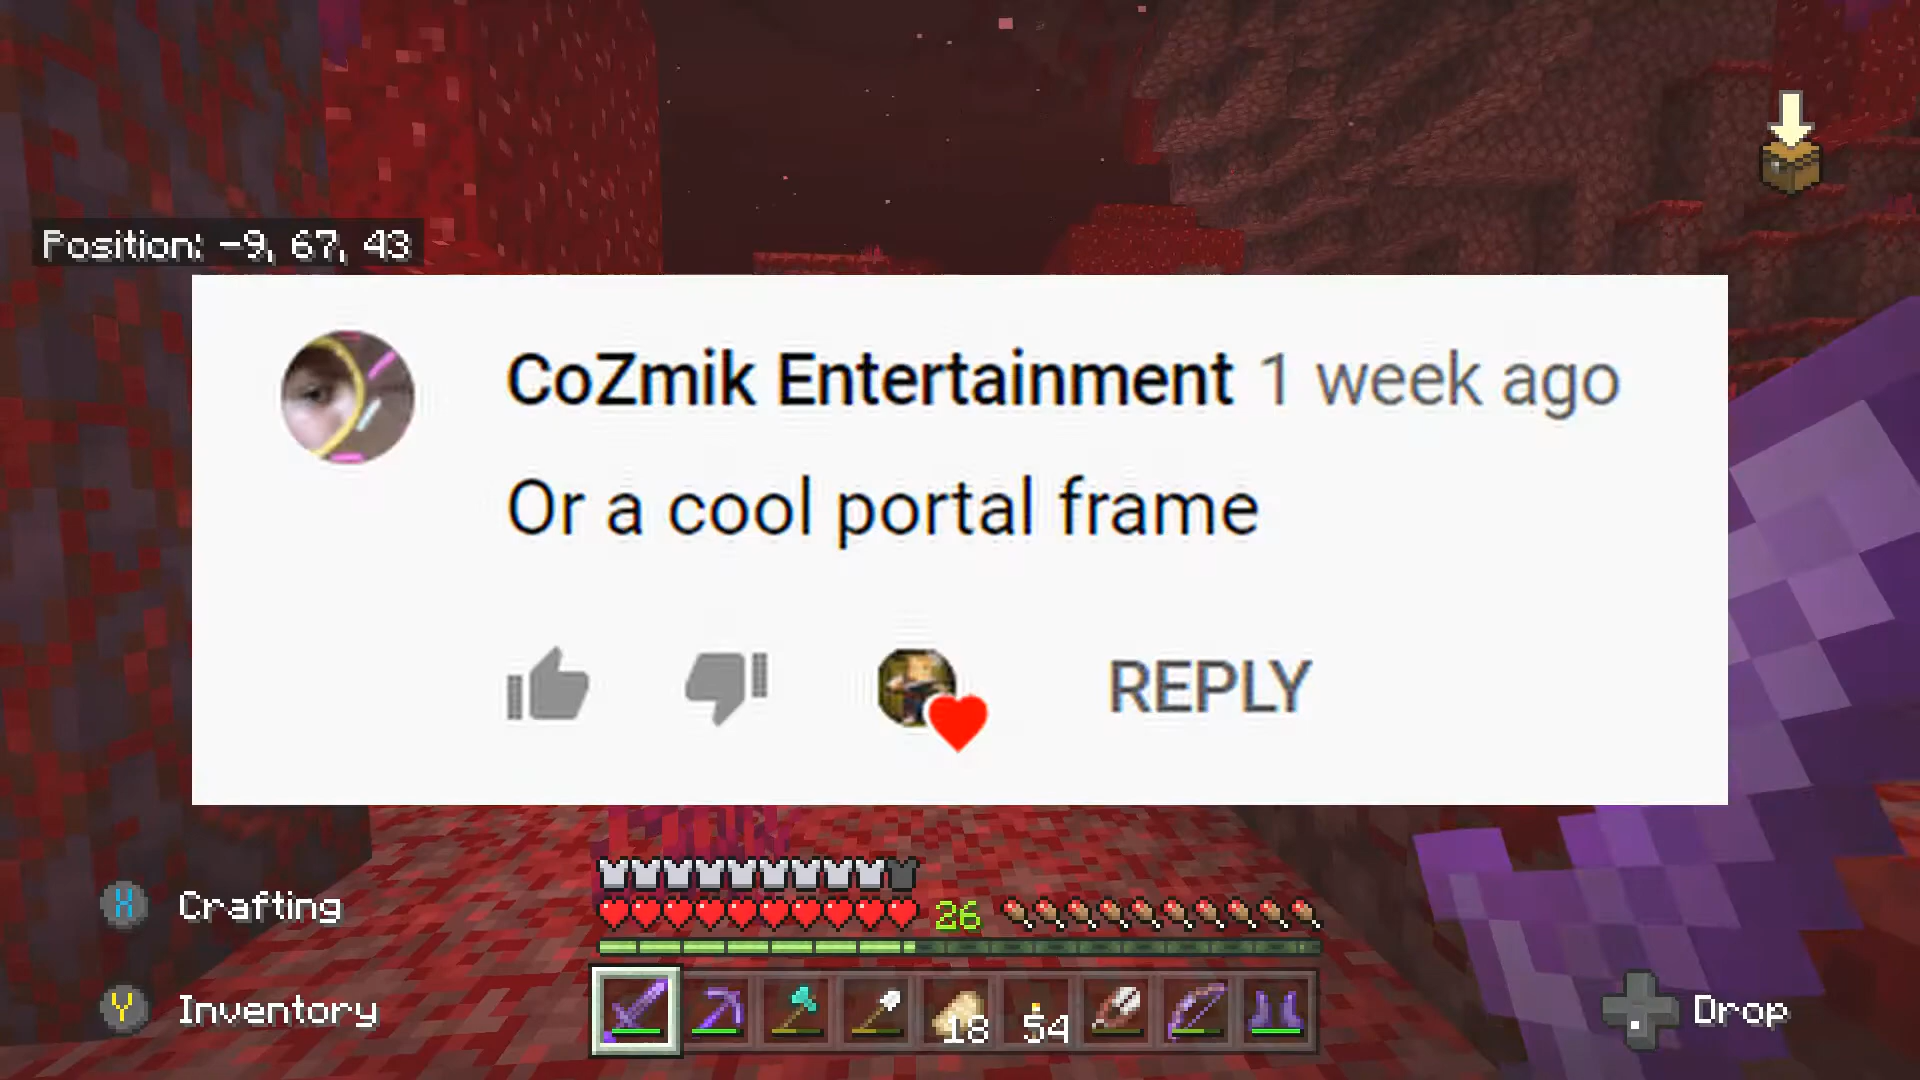 Position: -9, 67, 43
CoZmik Entertainment 1 week ago
Or a cool portal frame
REPLY
X Crafting
26
Y Inventory
18 54
Drop